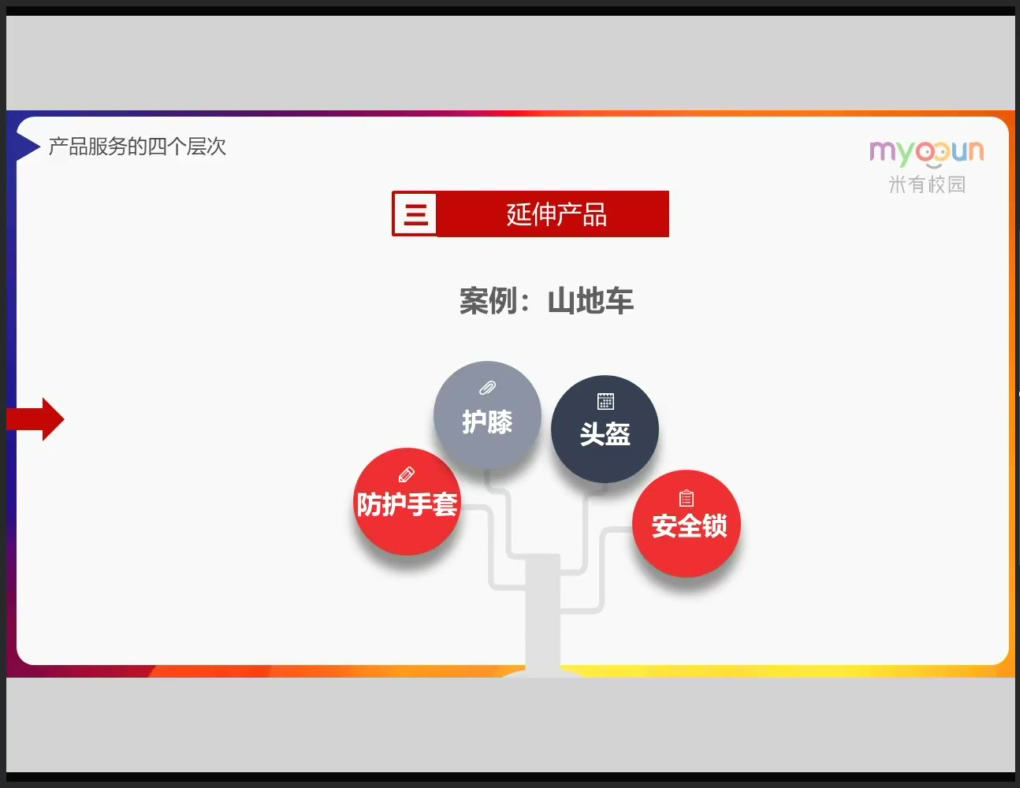 产品服务的四个层次
myooun
米有校园
三
延伸产品
案例：山地车
护膝
头盔
防护手套
安全锁